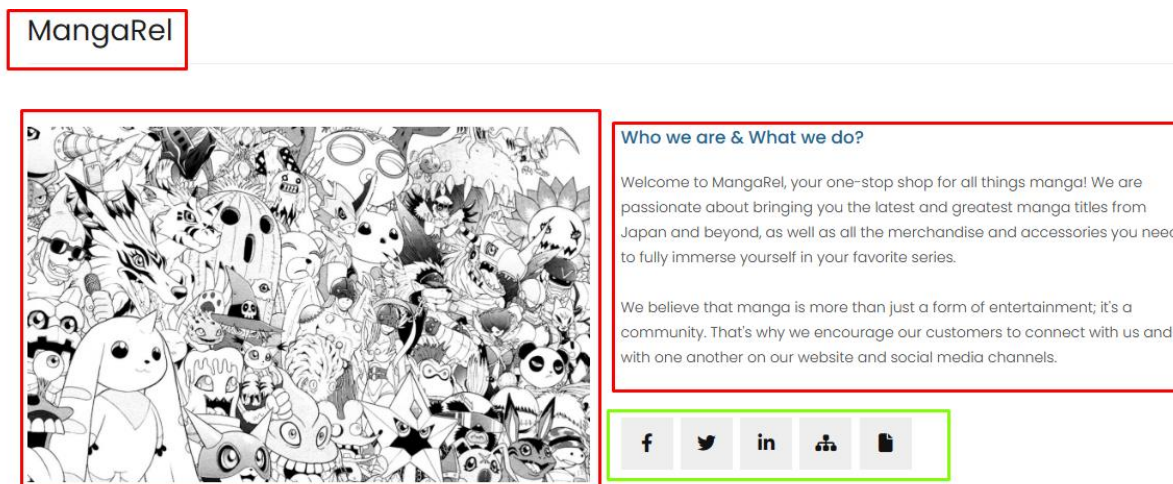 MangaRel
Who we are & What we do?
Welcome to MangaRel, your one-stop shop for all things manga! We are
passionate about bringing you the latest and greatest manga titles from
Japan and beyond, as well as all the merchandise and accessories you need
to fully immerse yourself in your favorite series.
We believe that manga is more than just a form of entertainment; it's a
community. That's why we encourage our customers to connect with us and
with one another on our website and social media channels.